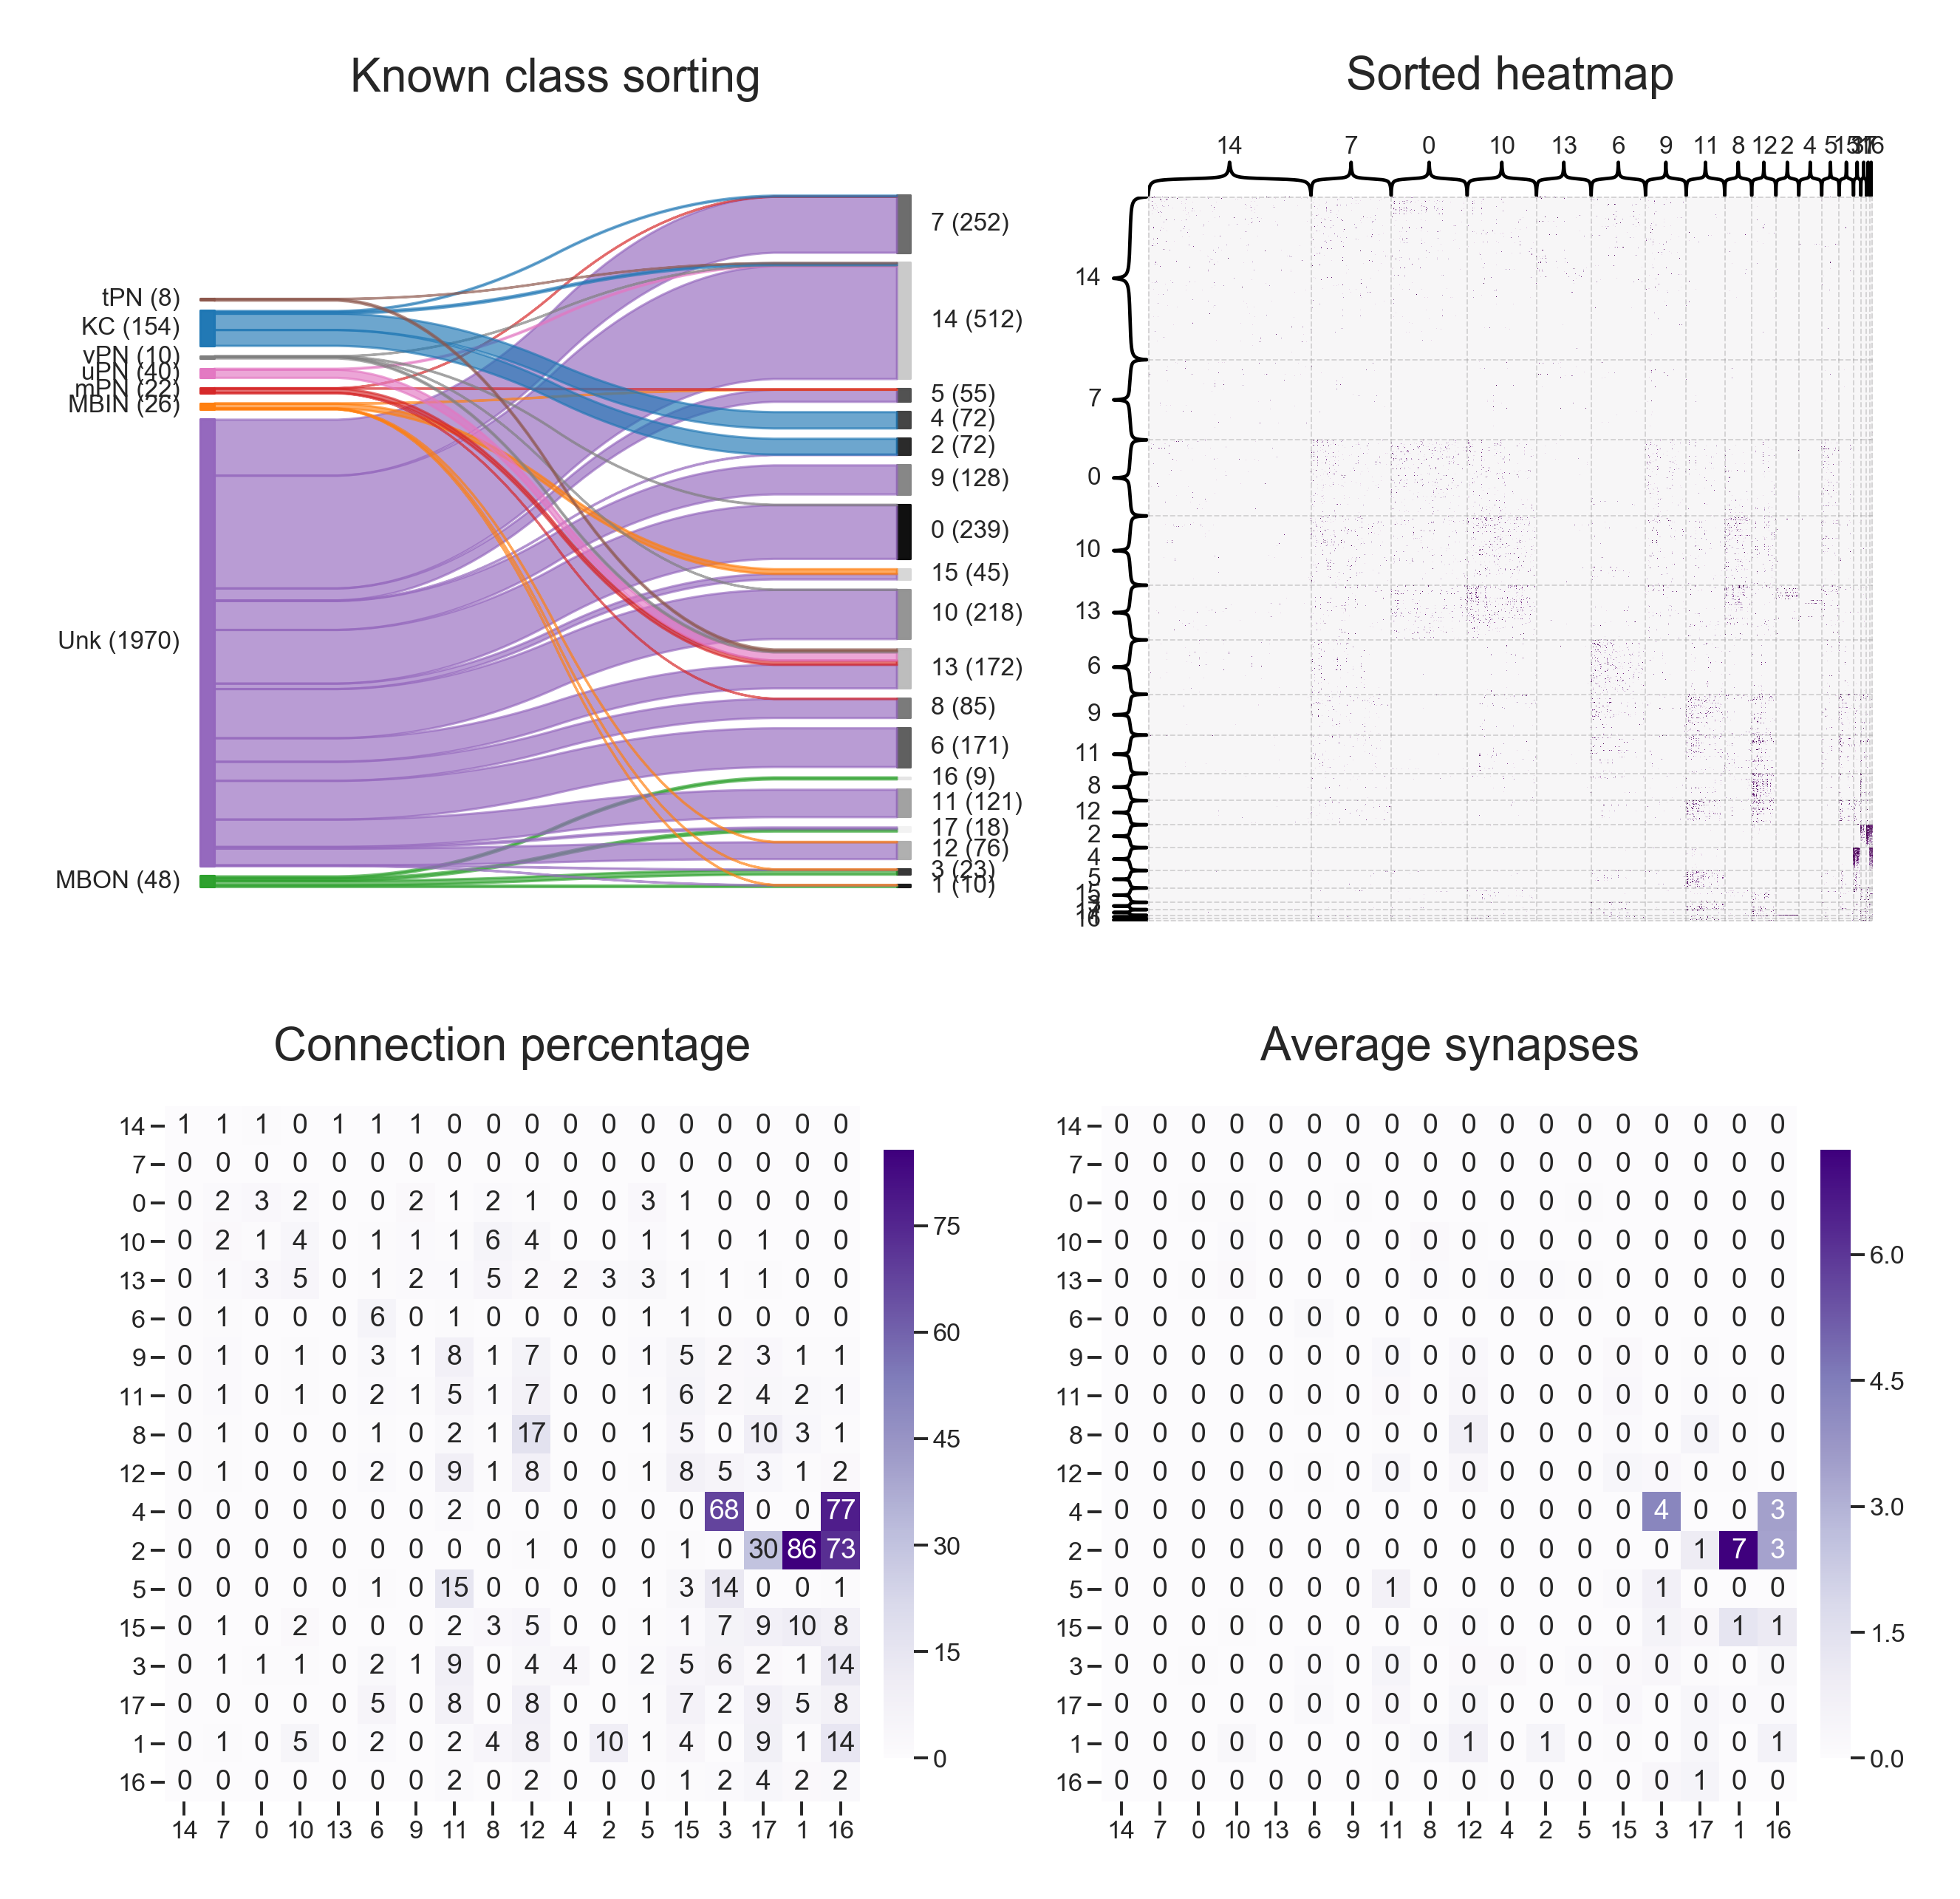 Known class sorting
tPN (8)
KC (154)
vPN (10)
uPN (40)
mPN (22)
MBIN (26)
Unk (1970)
MBON (48)
7 (252)
14 (512)
5 (55)
4 (72)
2 (72)
9 (128)
0 (239)
15 (45)
10 (218)
13 (172)
8 (85)
6 (171)
16 (9)
11 (121)
17 (18)
12 (76)
3 (23)
1 (10)
Sorted heatmap
14 7 0 10 13 6 9 11 8 12 2 4 5 15 3 1 7 16
14
7
0
10
13
6
9
11
8
12
2
4
5
15
16
Connection percentage
14 1 1 1 0 1 1 1 0 0 0 0 0 0 0 0 0 0 0
7 0 0 0 0 0 0 0 0 0 0 0 0 0 0 0 0 0 0
0 0 2 3 2 0 0 2 1 2 1 0 0 3 1 0 0 0 0
10 0 2 1 4 0 1 1 1 6 4 0 0 1 1 0 1 0 0
13 0 1 3 5 0 1 2 1 5 2 2 3 3 1 1 1 0 0
6 0 1 0 0 0 6 0 1 0 0 0 0 1 1 0 0 0 0
9 0 1 0 1 0 3 1 8 1 7 0 0 1 5 2 3 1 1
11 0 1 0 1 0 2 1 5 1 7 0 0 1 6 2 4 2 1
8 0 1 0 0 0 1 0 2 1 17 0 0 1 5 0 10 3 1
12 0 1 0 0 0 2 0 9 1 8 0 0 1 8 5 3 1 2
4 0 0 0 0 0 0 0 2 0 0 0 0 0 0 68 0 0 77
2 0 0 0 0 0 0 0 0 0 1 0 0 0 1 0 30 86 73
5 0 0 0 0 0 1 0 15 0 0 0 0 1 3 14 0 0 1
15 0 1 0 2 0 0 0 2 3 5 0 0 1 1 7 9 10 8
3 0 1 1 1 0 2 1 9 0 4 4 0 2 5 6 2 1 14
17 0 0 0 0 0 5 0 8 0 8 0 0 1 7 2 9 5 8
1 0 1 0 5 0 2 0 2 4 8 0 10 1 4 0 9 1 14
16 0 0 0 0 0 0 0 2 0 2 0 0 0 1 2 4 2 2
14 7 0 10 13 6 9 11 8 12 4 2 5 15 3 17 1 16
75
60
45
30
15
0
Average synapses
14 0 0 0 0 0 0 0 0 0 0 0 0 0 0 0 0 0 0
7 0 0 0 0 0 0 0 0 0 0 0 0 0 0 0 0 0 0
0 0 0 0 0 0 0 0 0 0 0 0 0 0 0 0 0 0 0
10 0 0 0 0 0 0 0 0 0 0 0 0 0 0 0 0 0 0
13 0 0 0 0 0 0 0 0 0 0 0 0 0 0 0 0 0 0
6 0 0 0 0 0 0 0 0 0 0 0 0 0 0 0 0 0 0
9 0 0 0 0 0 0 0 0 0 0 0 0 0 0 0 0 0 0
11 0 0 0 0 0 0 0 0 0 0 0 0 0 0 0 0 0 0
8 0 0 0 0 0 0 0 0 0 1 0 0 0 0 0 0 0 0
12 0 0 0 0 0 0 0 0 0 0 0 0 0 0 0 0 0 0
4 0 0 0 0 0 0 0 0 0 0 0 0 0 0 4 0 0 3
2 0 0 0 0 0 0 0 0 0 0 0 0 0 0 0 1 7 3
5 0 0 0 0 0 0 0 1 0 0 0 0 0 0 1 0 0 0
15 0 0 0 0 0 0 0 0 0 0 0 0 0 0 1 0 1 1
3 0 0 0 0 0 0 0 0 0 0 0 0 0 0 0 0 0 0
17 0 0 0 0 0 0 0 0 0 0 0 0 0 0 0 0 0 0
1 0 0 0 0 0 0 0 0 0 1 0 1 0 0 0 0 0 1
16 0 0 0 0 0 0 0 0 0 0 0 0 0 0 0 1 0 0
14 7 0 10 13 6 9 11 8 12 4 2 5 15 3 17 1 16
6.0
4.5
3.0
1.5
0.0